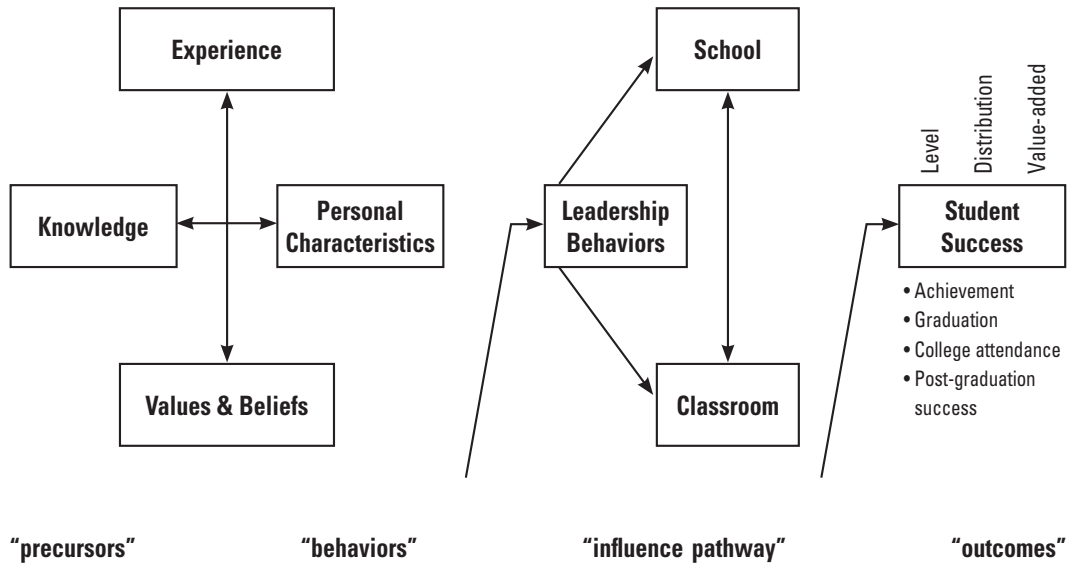 Experience
Knowledge
Personal
Characteristics
Values & Beliefs
School
Leadership
Behaviors
Classroom
Level
Distribution
Value-added
Student
Success
• Achievement
• Graduation
• College attendance
• Post-graduation
success
“precursors”
“behaviors”
“influence pathway”
“outcomes”